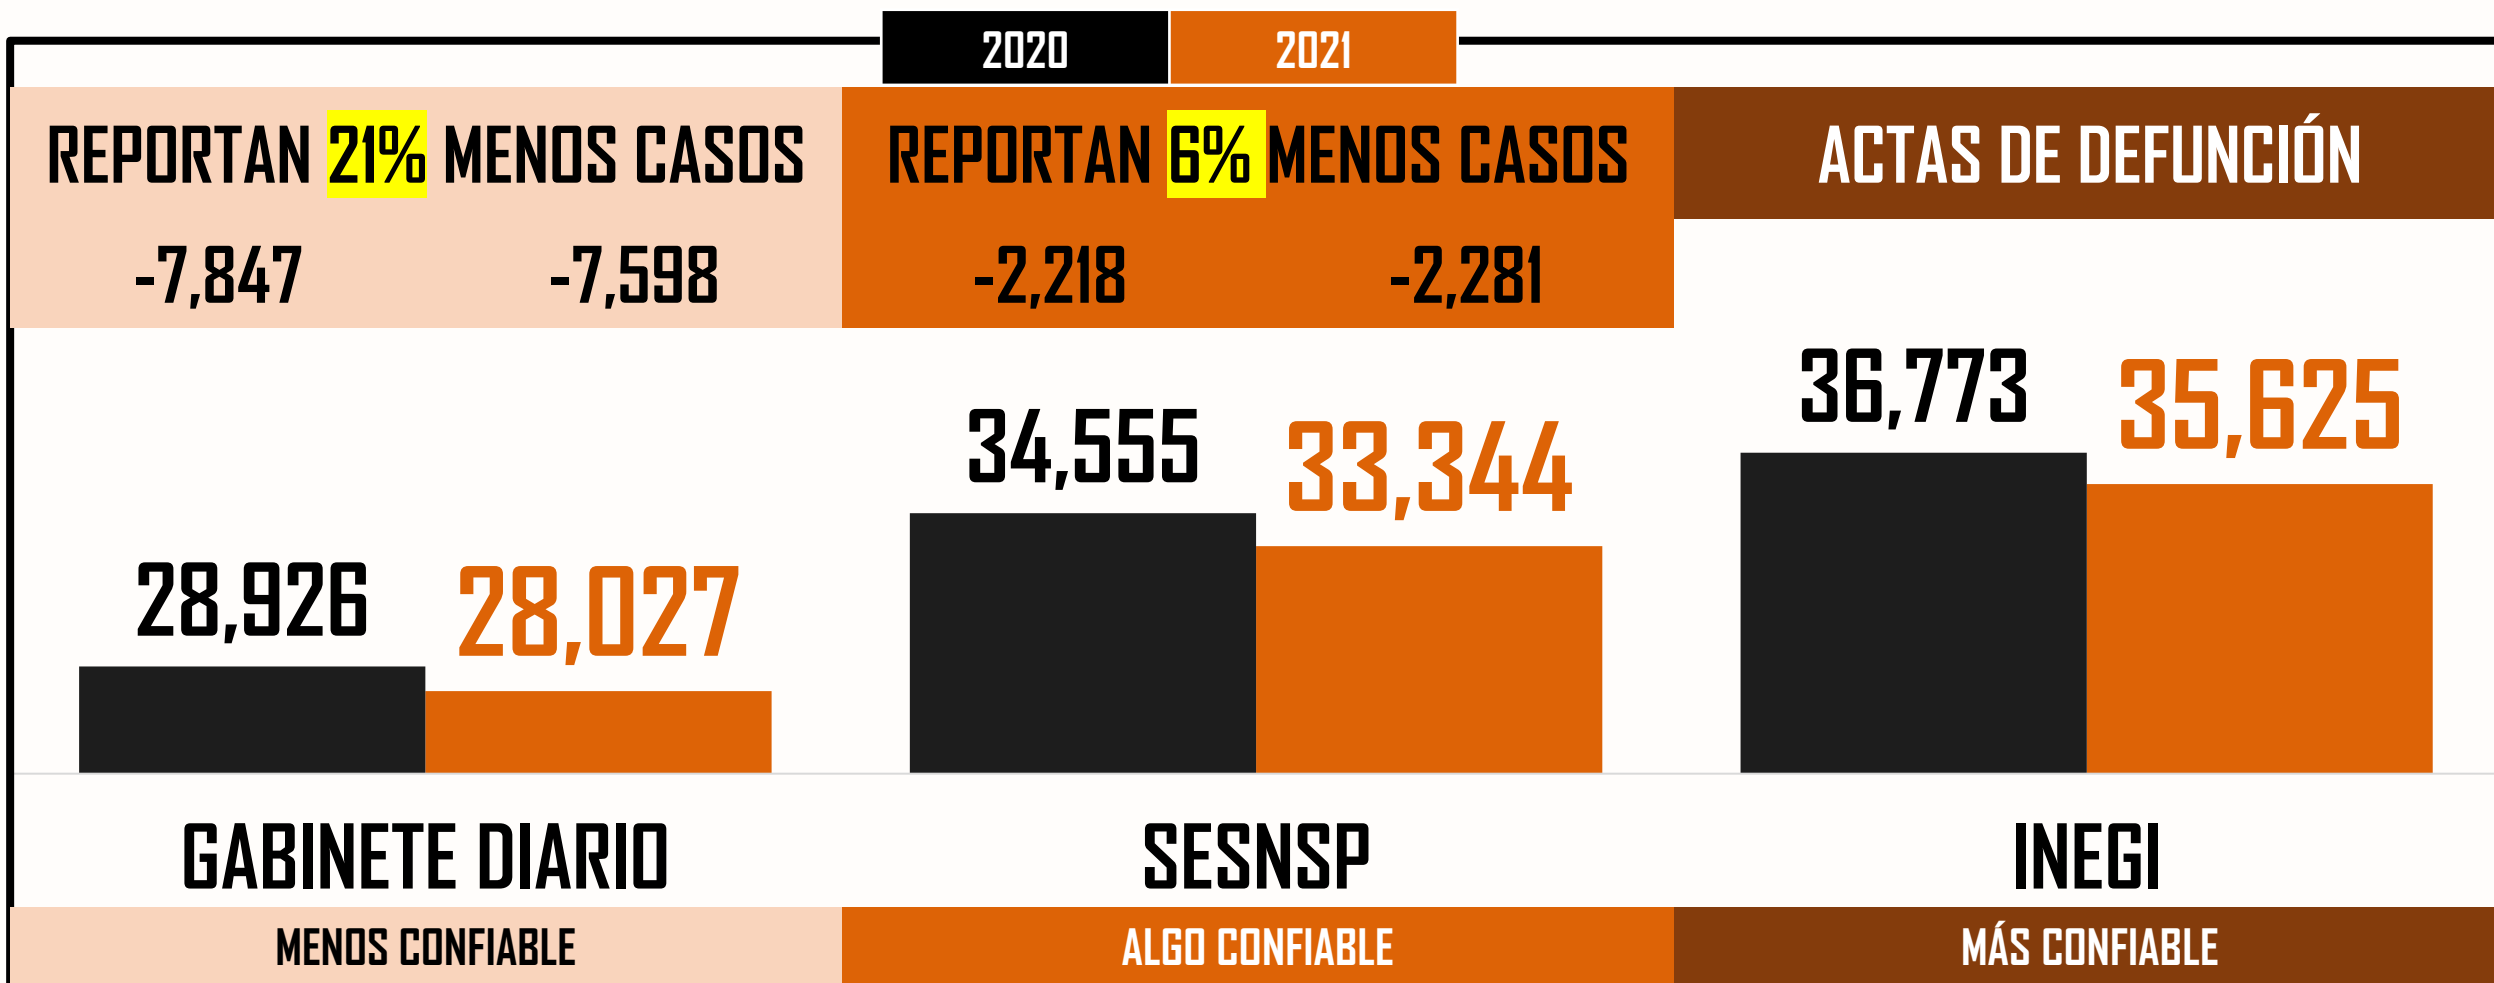 2020 2021
REPORTAN 21% MENOS CASOS REPORTAN 6% MENOS CASOS ACTAS DE DEFUNCIÓN
-7,847 -7,598 -2,218 -2,281
36,773 35,625
34,555 33,344
28,926 28,027
GABINETE DIARIO SESNSP INEGI
MENOS CONFIABLE ALGO CONFIABLE MÁS CONFIABLE